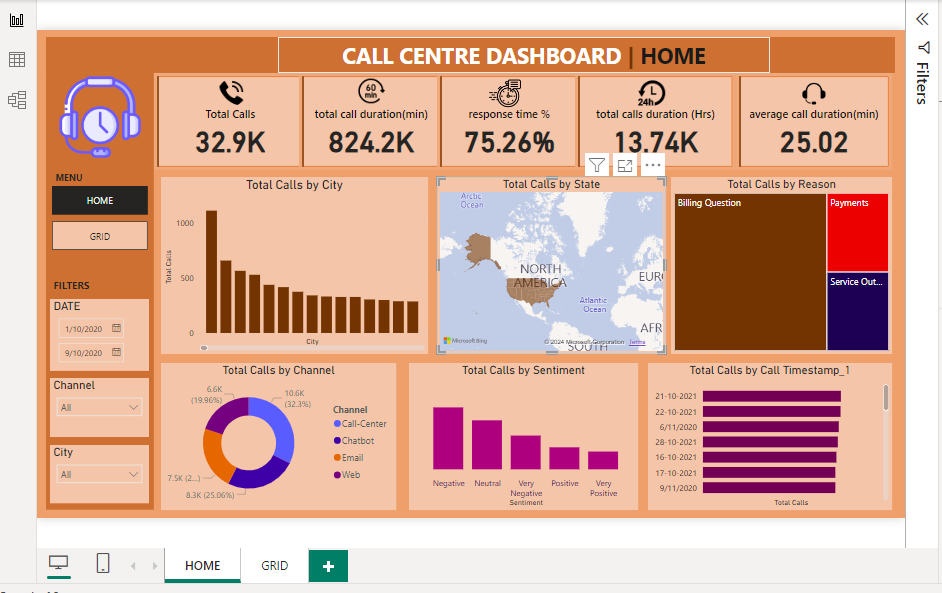 CALL CENTRE DASHBOARD | HOME
Filters
60 min
24h
Total Calls
total call duration(min)
response time %
total calls duration (Hrs)
average call duration(min)
32.9K
824.2K
75.26%
13.74K
25.02
MENU
HOME
GRID
FILTERS
DATE
1/10/2020
9/10/2020
Channel
All
City
All
Total Calls by City
Total Calls
1000
500
0
City
Total Calls by State
Arctic
Ocean
NORTH
AMERICA
EUR
Atlantic
Ocean
AFR
SOUTH
Microsoft Bing
© 2024 Microsoft Corporation Terms
Total Calls by Reason
Billing Question
Payments
Service Out...
Total Calls by Channel
6.6K
(19.96%)
10.6K
(32.3%)
7.5K (2...)
8.3K (25.06%)
Channel
Call-Center
Chatbot
Email
Web
Total Calls by Sentiment
Negative
Neutral
Very
Negative
Positive
Very
Positive
Sentiment
Total Calls by Call Timestamp_1
21-10-2021
22-10-2021
6/11/2020
28-10-2021
16-10-2021
17-10-2021
9/11/2020
Total Calls
HOME
GRID
+